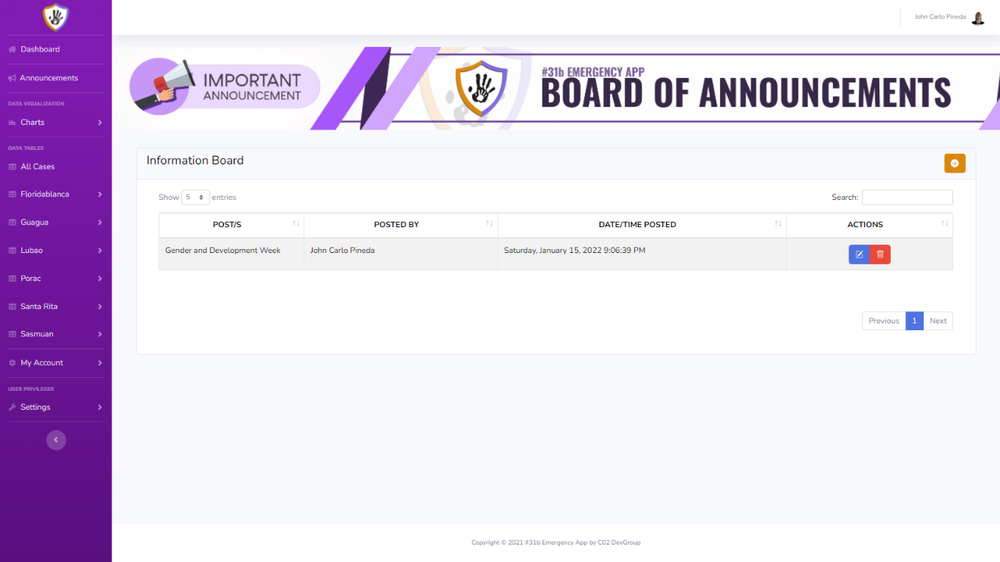 John Carlo Pineda
Dashboard
Announcements
DATA VISUALIZATION
Charts
DATA TABLES
All Cases
Floridablanca
Guagua
Lubao
Porac
Santa Rita
Sasmuan
My Account
USER PRIVILEGES
Settings
IMPORTANT
ANNOUNCEMENT
#31b EMERGENCY APP
BOARD OF ANNOUNCEMENTS
Information Board
Show 5 entries
Search:
POST/S POSTED BY DATE/TIME POSTED ACTIONS
Gender and Development Week John Carlo Pineda Saturday, January 15, 2022 9:06:39 PM
Previous 1 Next
Copyright © 2021 #31b Emergency App by C02 DevGroup